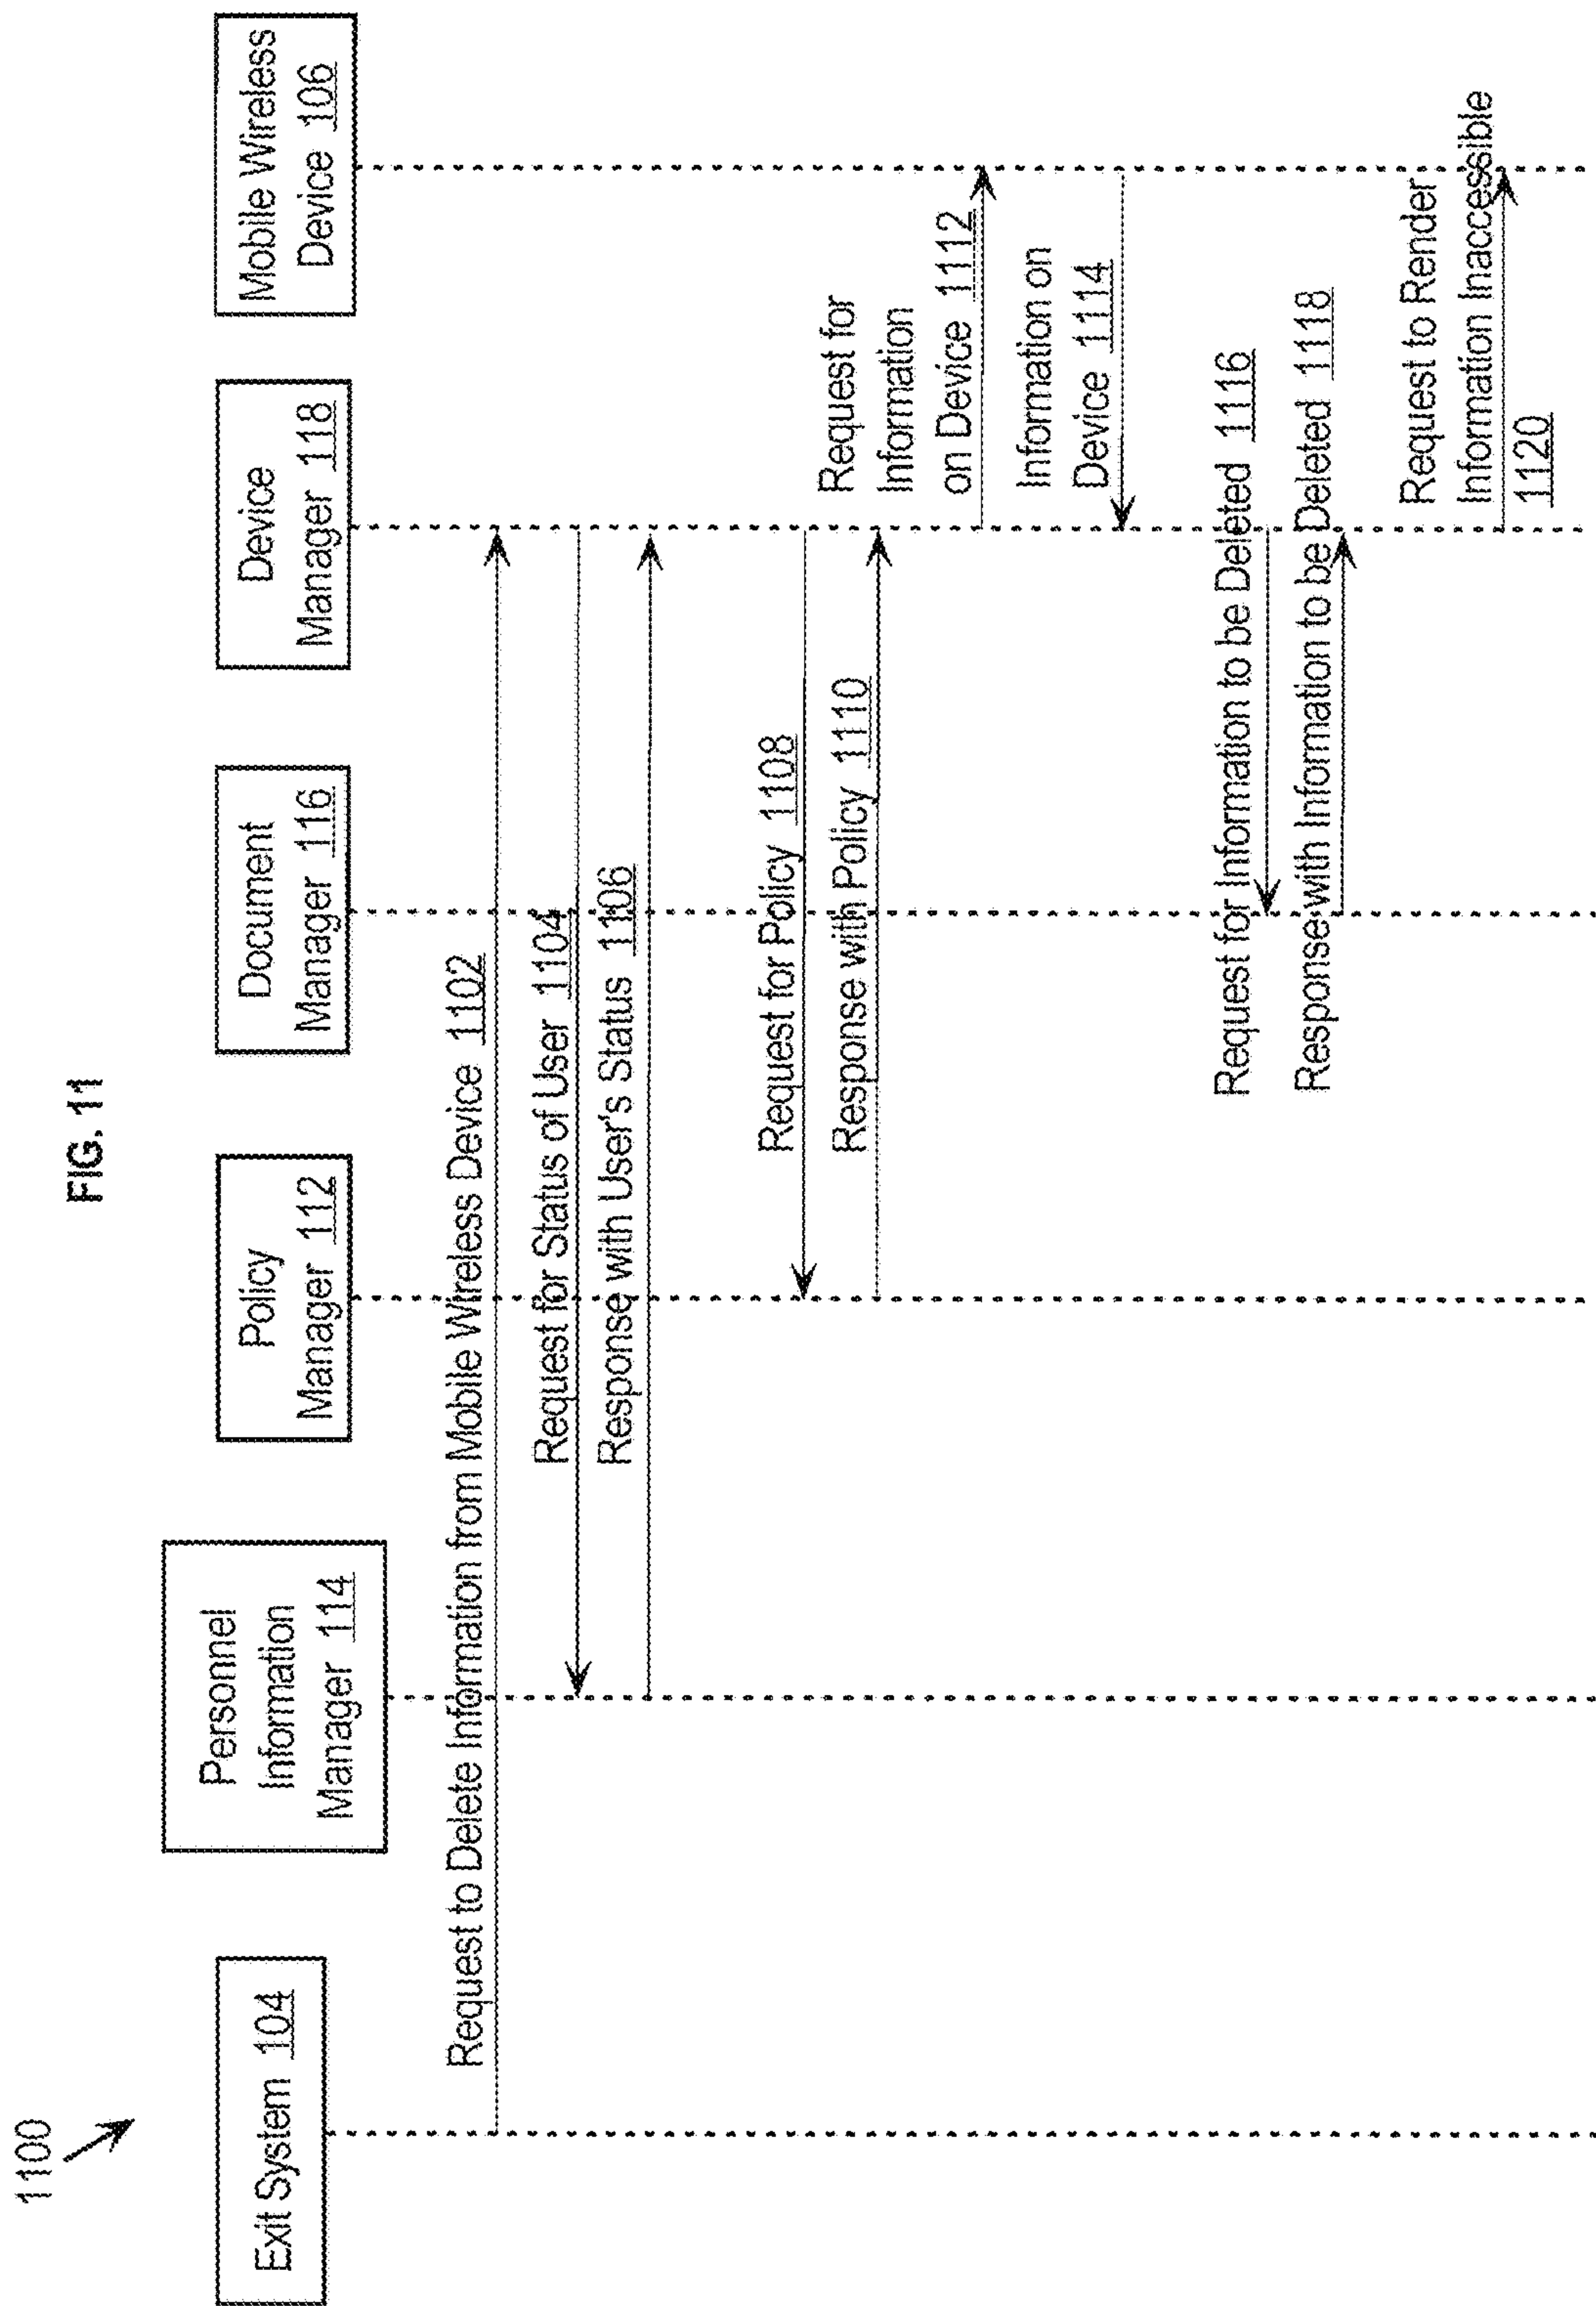 1100
FIG. 11
Exit System 104
Personnel
Information
Manager 114
Policy
Manager 112
Document
Manager 116
Device
Manager 118
Mobile Wireless
Device 106
Request to Delete Information from Mobile Wireless Device 1102
Request for Status of User 1104
Response with User's Status 1106
Request for Policy 1108
Response with Policy 1110
Request for
Information
on Device 1112
Information on
Device 1114
Request for Information to be Deleted 1116
Response with Information to be Deleted 1118
Request to Render
Information Inaccessible
1120